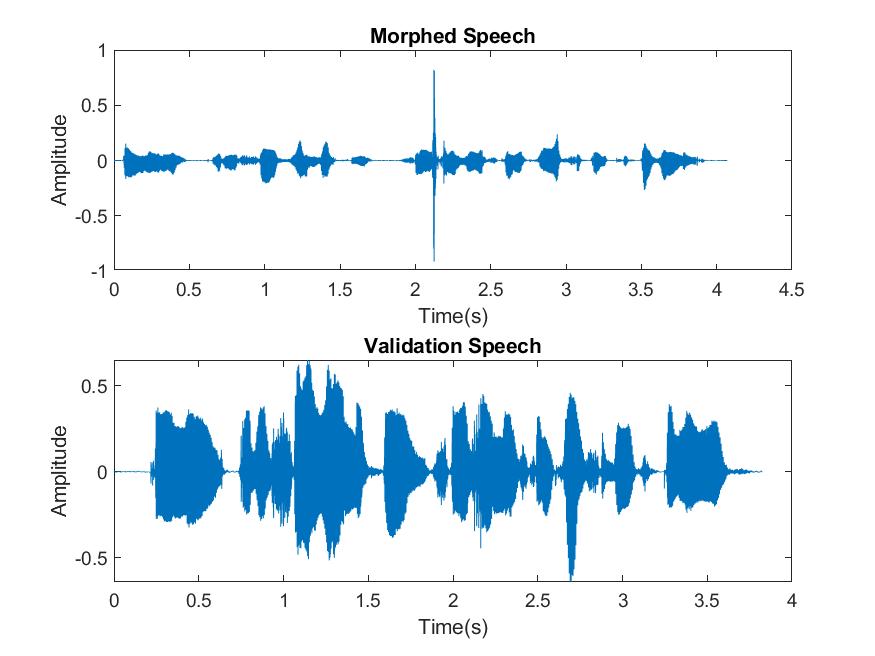 Morphed Speech
1
0.5
0
-0.5
-1
Amplitude
0 0.5 1 1.5 2 2.5 3 3.5 4 4.5
Time(s)
Validation Speech
0.5
0
-0.5
Amplitude
0 0.5 1 1.5 2 2.5 3 3.5 4
Time(s)